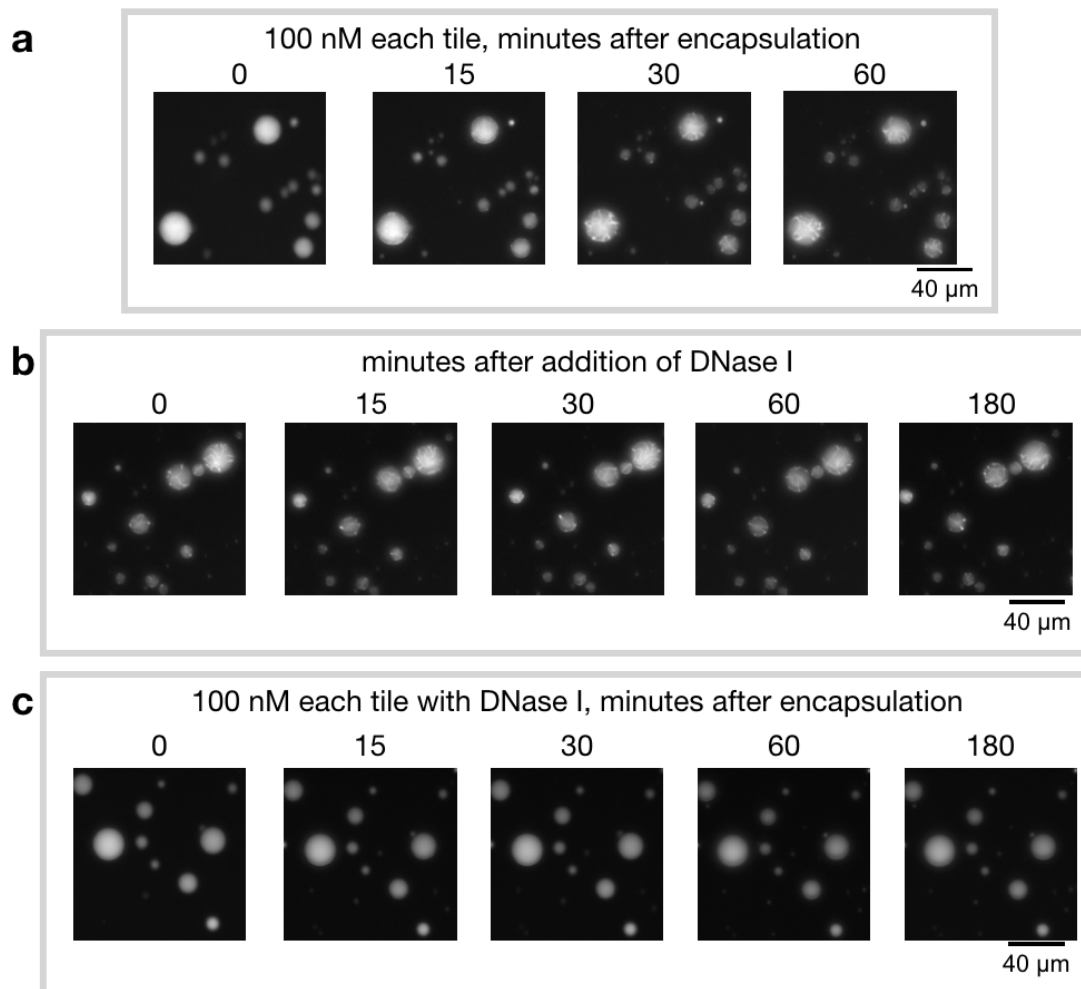 a
100 nM each tile, minutes after encapsulation
0 15 30 60
40 µm
b
minutes after addition of DNase I
0 15 30 60 180
40 µm
c
100 nM each tile with DNase I, minutes after encapsulation
0 15 30 60 180
40 µm